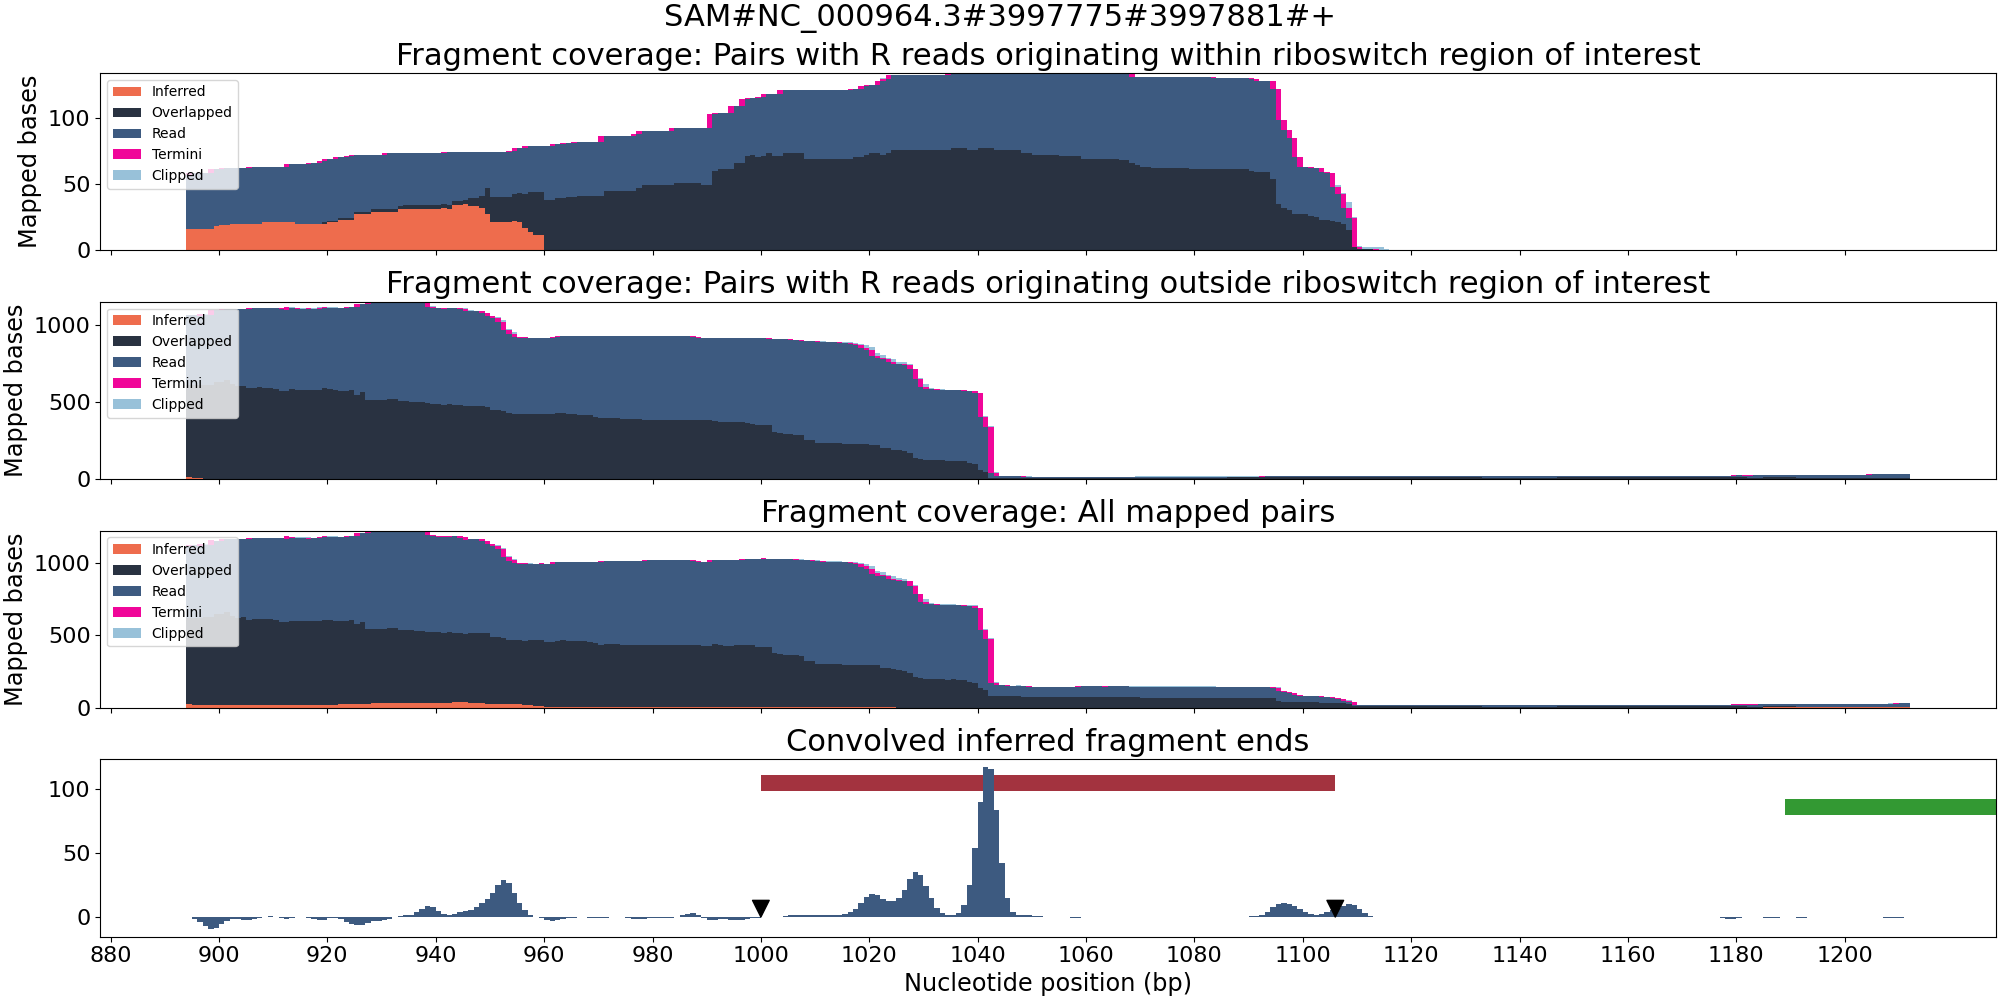 SAM#NC_000964.3#3997775#3997881#+
Fragment coverage: Pairs with R reads originating within riboswitch region of interest
Mapped bases
100
50
0
Inferred
Overlapped
Read
Termini
Clipped
Fragment coverage: Pairs with R reads originating outside riboswitch region of interest
Mapped bases
1000
500
0
Inferred
Overlapped
Read
Termini
Clipped
Fragment coverage: All mapped pairs
Mapped bases
1000
500
0
Inferred
Overlapped
Read
Termini
Clipped
Convolved inferred fragment ends
100
50
0
880 900 920 940 960 980 1000 1020 1040 1060 1080 1100 1120 1140 1160 1180 1200
Nucleotide position (bp)